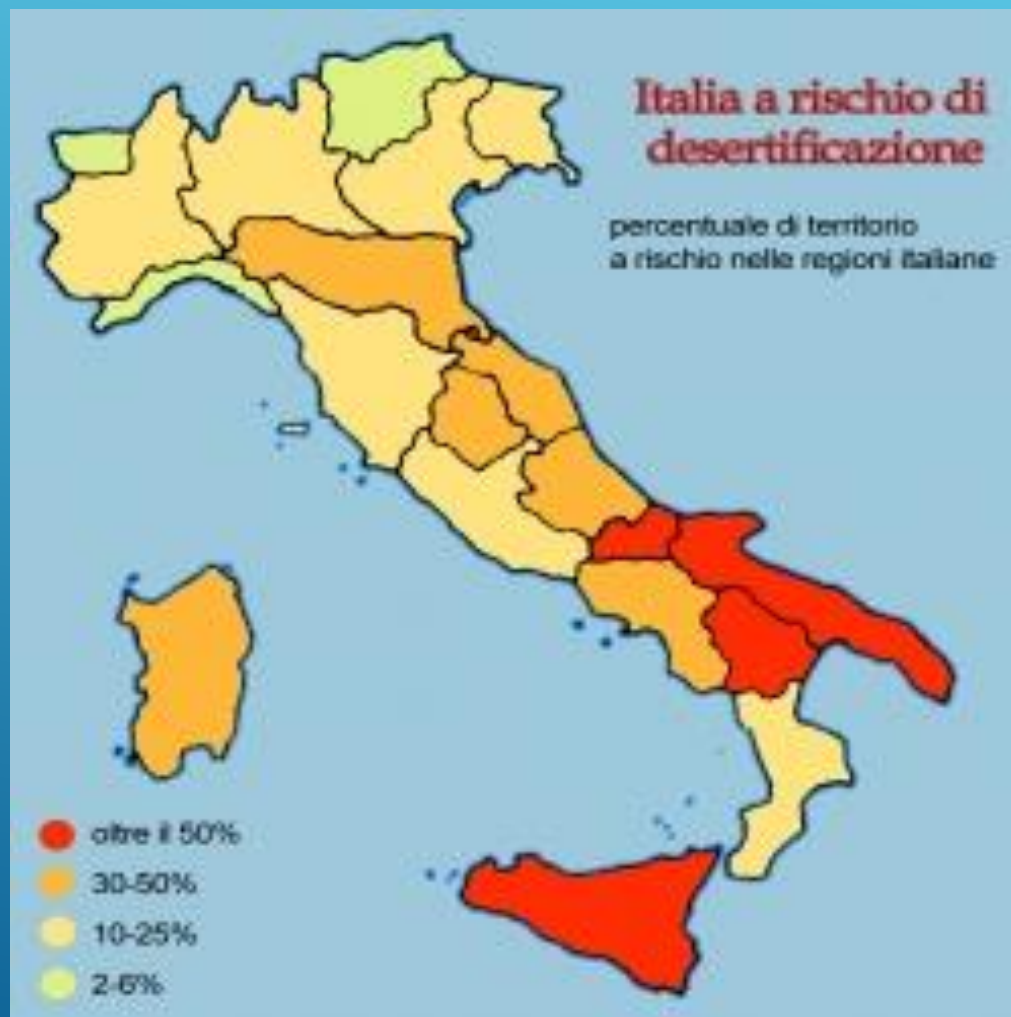 Italia a rischio di
desertificazione
percentuale di territorio
a rischio nelle regioni italiane
oltre il 50%
30-50%
10-25%
2-6%